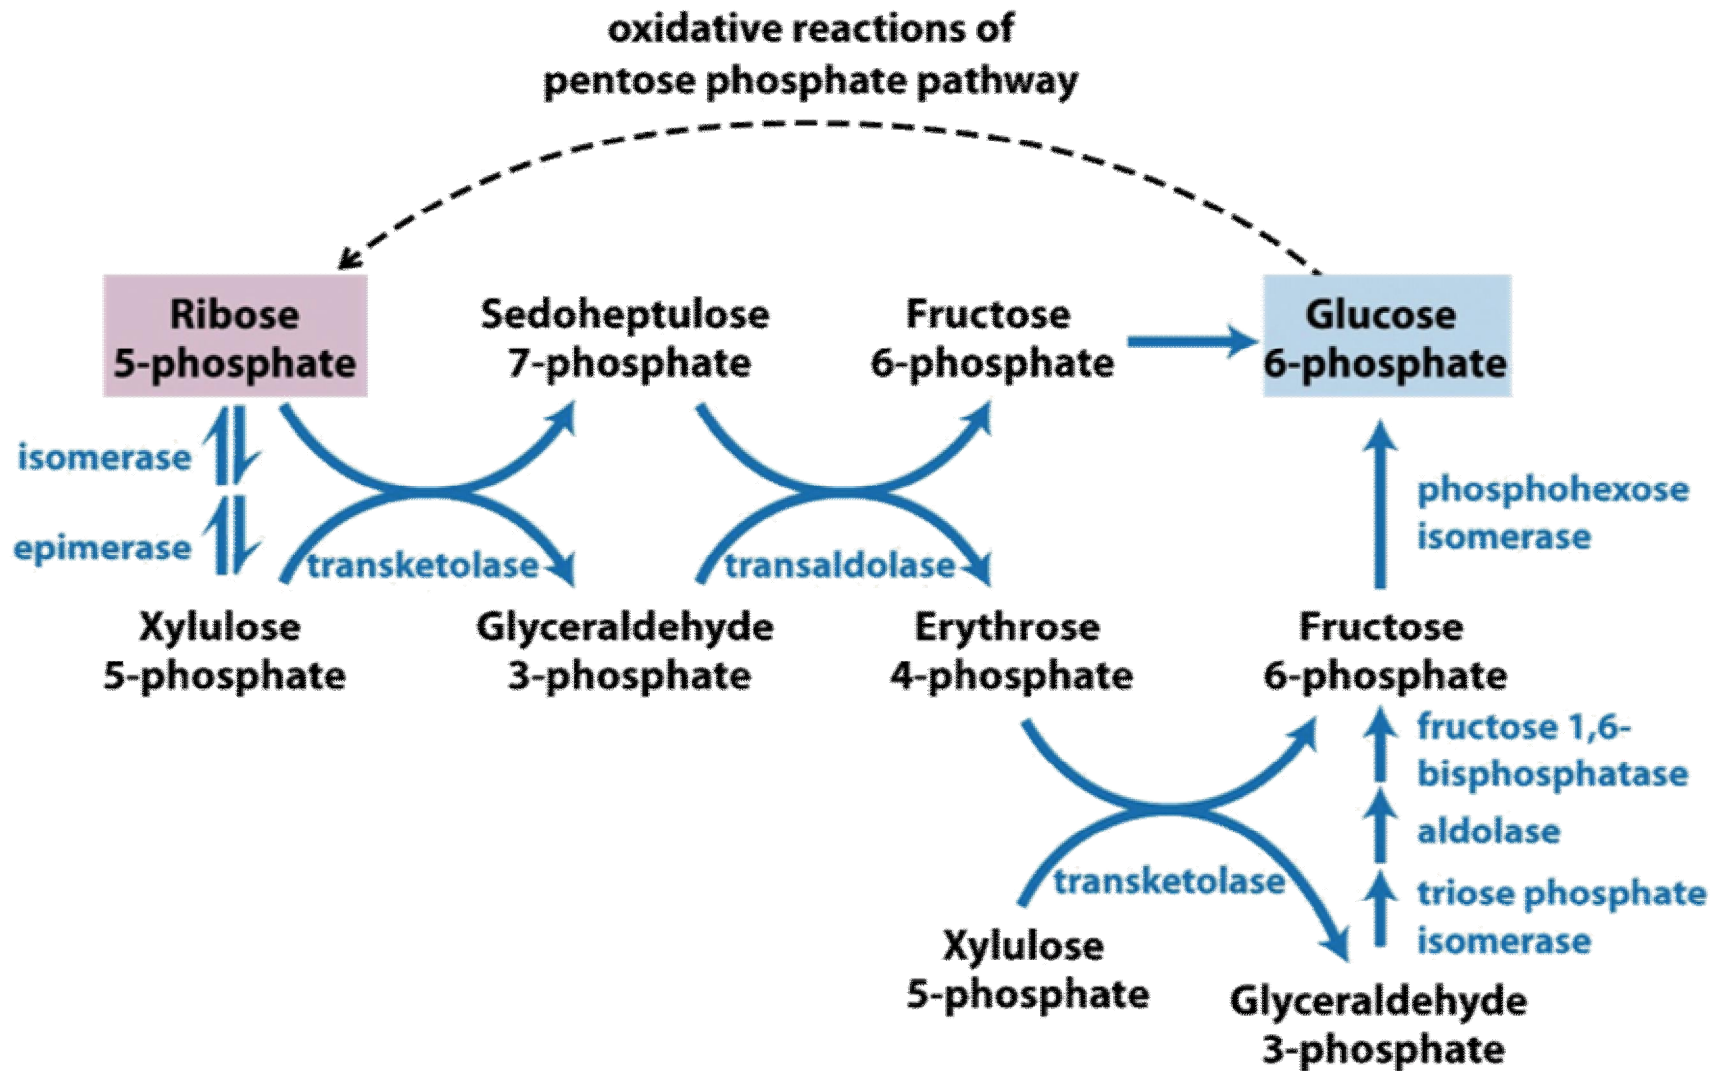 oxidative reactions of
pentose phosphate pathway
Ribose
5-phosphate
Sedoheptulose
7-phosphate
Fructose
6-phosphate
Glucose
6-phosphate
isomerase
epimerase
transketolase
transaldolase
phosphohexose
isomerase
Xylulose
5-phosphate
Glyceraldehyde
3-phosphate
Erythrose
4-phosphate
Fructose
6-phosphate
fructose 1,6-
bisphosphatase
aldolase
transketolase
triose phosphate
isomerase
Xylulose
5-phosphate
Glyceraldehyde
3-phosphate